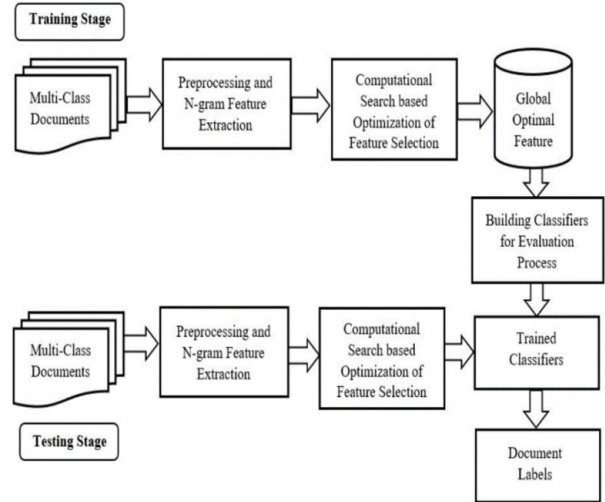 Training Stage
Multi-Class
Documents
Preprocessing and
N-gram Feature
Extraction
Computational
Search based
Optimization of
Feature Selection
Global
Optimal
Feature
Building Classifiers
for Evaluation
Process
Multi-Class
Documents
Preprocessing and
N-gram Feature
Extraction
Computational
Search based
Optimization of
Feature Selection
Trained
Classifiers
Testing Stage
Document
Labels